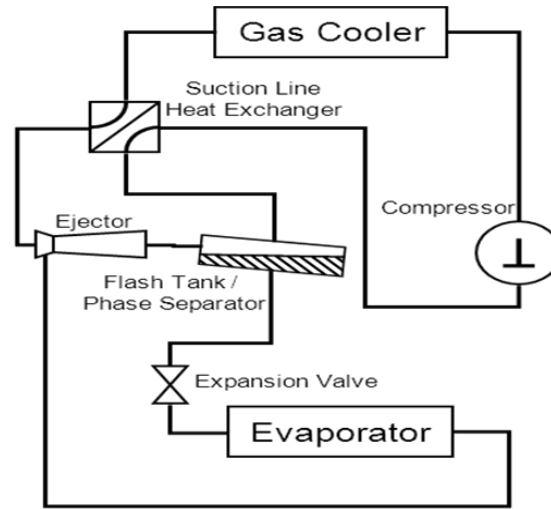 Gas Cooler
Suction Line
Heat Exchanger
Compressor
Ejector
Flash Tank /
Phase Separator
Expansion Valve
Evaporator